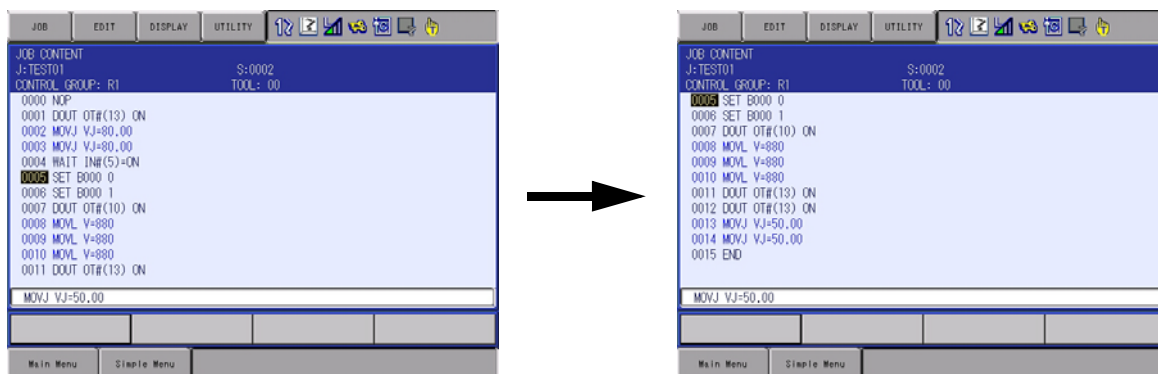 JOB EDIT DISPLAY UTILITY
JOB CONTENT
J:TEST01 S:0002
CONTROL GROUP: R1 TOOL: 00
0000 NOP
0001 DOUT OT#(13) ON
0002 MOVJ VJ=80.00
0003 MOVJ VJ=80.00
0004 WAIT IN#(5)=ON
0005 SET B000 0
0006 SET B000 1
0007 DOUT OT#(10) ON
0008 MOVL V=880
0009 MOVL V=880
0010 MOVL V=880
0011 DOUT OT#(13) ON
MOVJ VJ=50.00
Main Menu Simple Menu
JOB EDIT DISPLAY UTILITY
JOB CONTENT
J:TEST01 S:0002
CONTROL GROUP: R1 TOOL: 00
0005 SET B000 0
0006 SET B000 1
0007 DOUT OT#(10) ON
0008 MOVL V=880
0009 MOVL V=880
0010 MOVL V=880
0011 DOUT OT#(13) ON
0012 DOUT OT#(13) ON
0013 MOVJ VJ=50.00
0014 MOVJ VJ=50.00
0015 END
MOVJ VJ=50.00
Main Menu Simple Menu